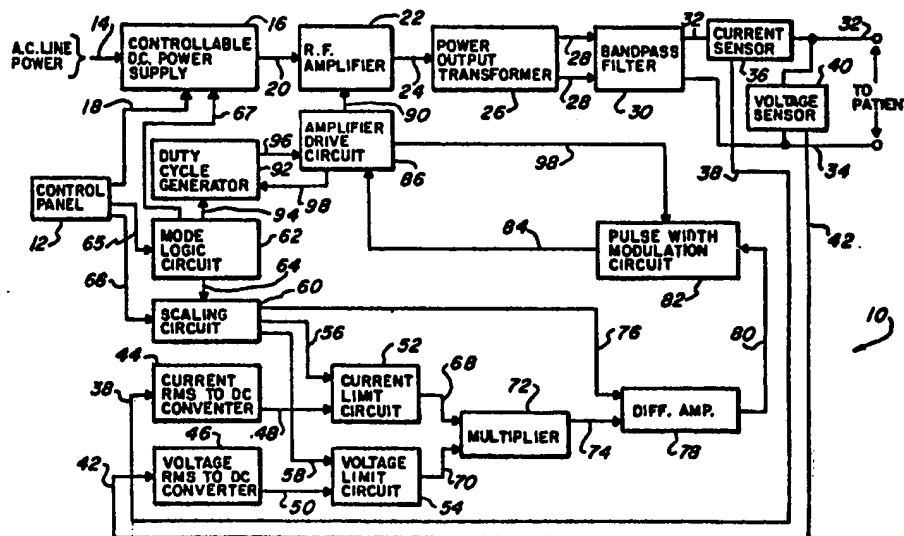 14
16
22
32
32
A.C. LINE
POWER
CONTROLLABLE
D.C. POWER
SUPPLY
R.F.
AMPLIFIER
POWER
OUTPUT
TRANSFORMER
BANDPASS
FILTER
CURRENT
SENSOR
28
28
36
40
20
24
26
30
VOLTAGE
SENSOR
TO
PATIENT
18
67
90
96
92
AMPLIFIER
DRIVE
CIRCUIT
86
98
38
34
DUTY
CYCLE
GENERATOR
98
94
CONTROL
PANEL
12
65
66
MODE
LOGIC
CIRCUIT
62
84
PULSE WIDTH
MODULATION
CIRCUIT
82
42
64
60
SCALING
CIRCUIT
56
76
80
10
44
52
68
38
CURRENT
RMS TO DC
CONVERTER
48
CURRENT
LIMIT
CIRCUIT
72
MULTIPLIER
74
DIFF. AMP.
78
46
42
VOLTAGE
RMS TO DC
CONVERTER
58
50
VOLTAGE
LIMIT
CIRCUIT
70
54